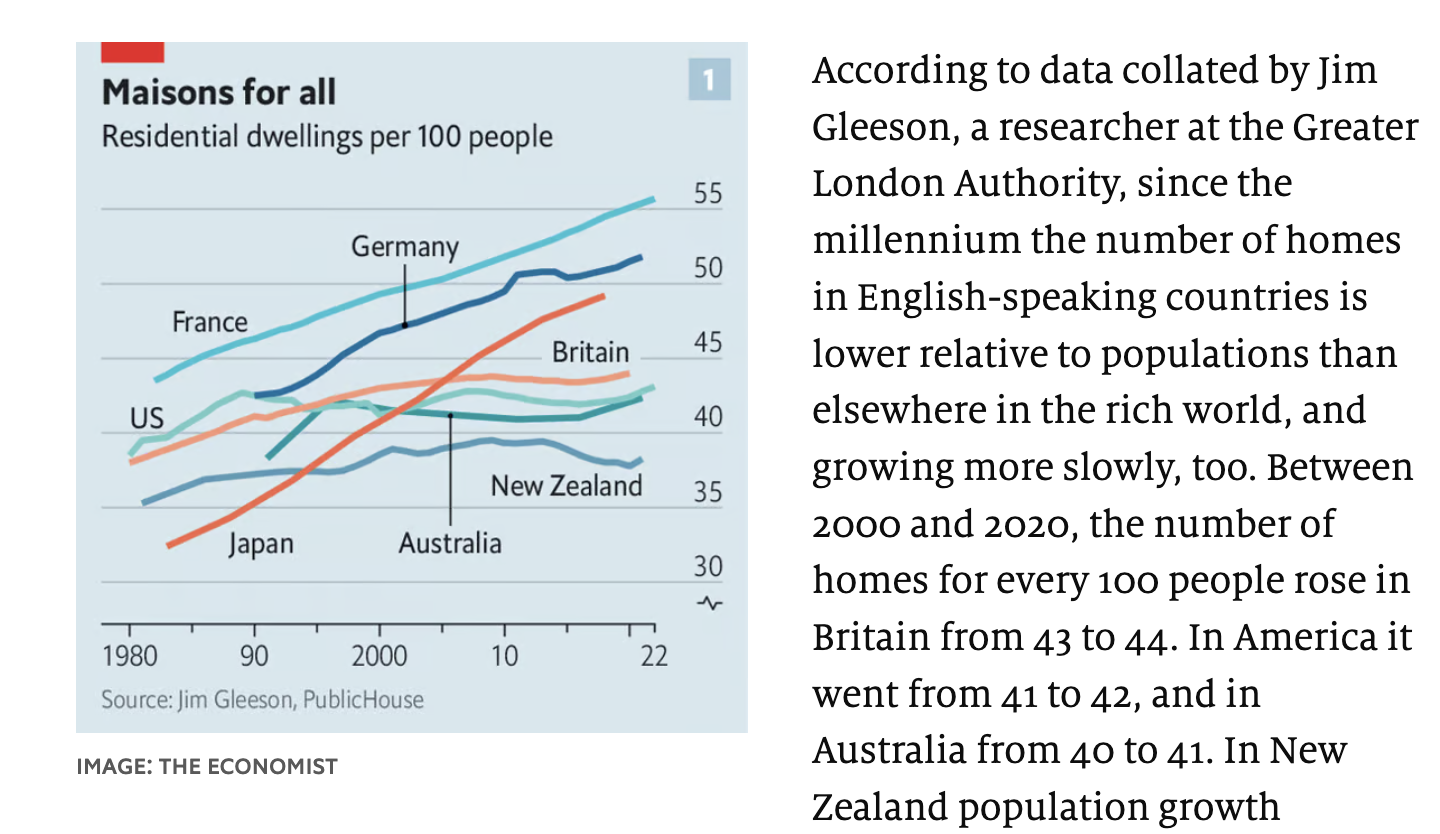 Maisons for all
1
Residential dwellings per 100 people
55
Germany
50
France
45
Britain
US
40
New Zealand
35
Japan
Australia
30
1980 90 2000 10 22
Source: Jim Gleeson, PublicHouse
IMAGE: THE ECONOMIST
According to data collated by Jim
Gleeson, a researcher at the Greater
London Authority, since the
millennium the number of homes
in English-speaking countries is
lower relative to populations than
elsewhere in the rich world, and
growing more slowly, too. Between
2000 and 2020, the number of
homes for every 100 people rose in
Britain from 43 to 44. In America it
went from 41 to 42, and in
Australia from 40 to 41. In New
Zealand population growth